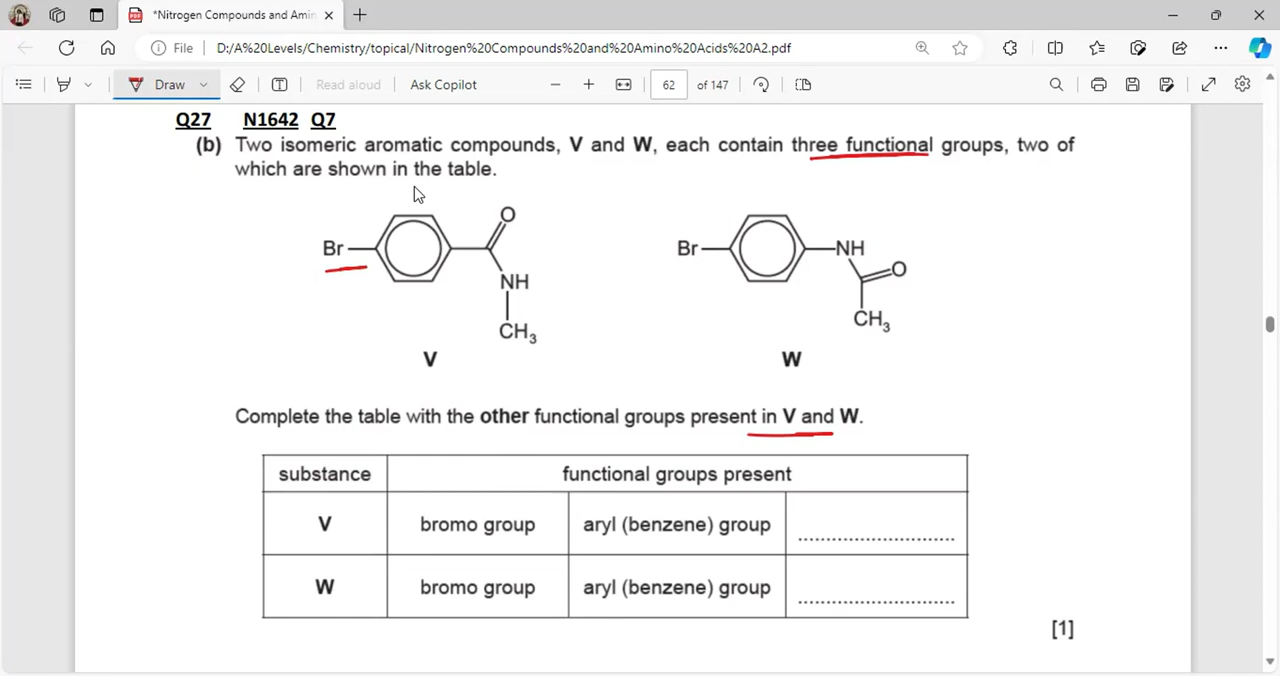 *Nitrogen Compounds and Amin
File D:/A%20Levels/Chemistry/topical/Nitrogen%20Compounds%20and%20Amino%20Acids%20A2.pdf
Draw Read aloud Ask Copilot 62 of 147
Q27 N1642 Q7
(b) Two isomeric aromatic compounds, V and W, each contain three functional groups, two of
which are shown in the table.
Br O NH CH3
V
Br NH O CH3
W
Complete the table with the other functional groups present in V and W.
substance functional groups present
V bromo group aryl (benzene) group ..........................
W bromo group aryl (benzene) group ..........................
[1]